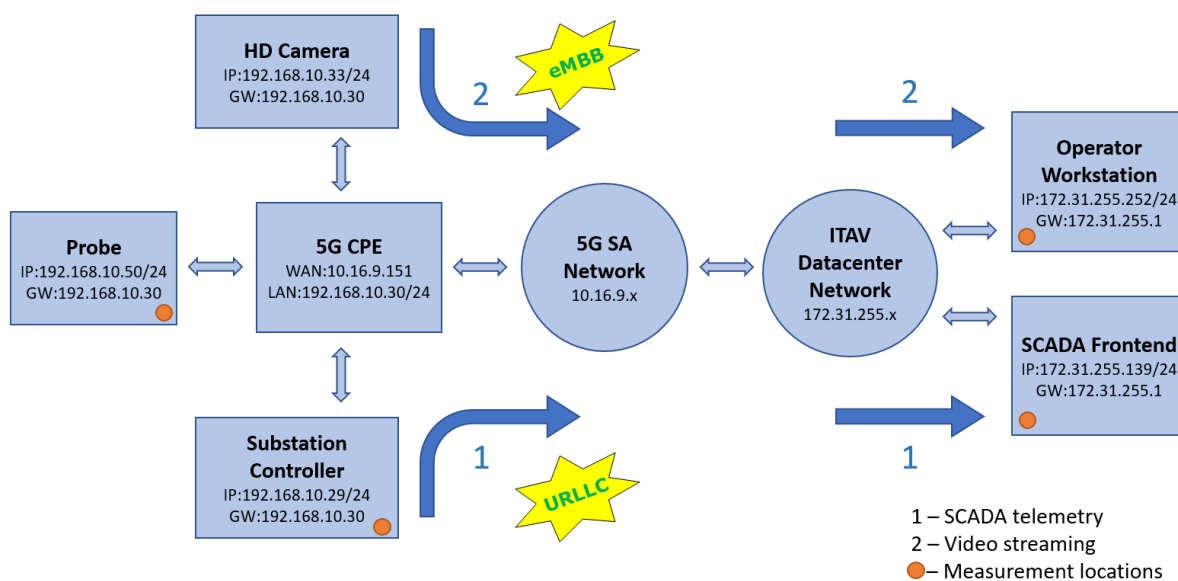 HD Camera
IP:192.168.10.33/24
GW:192.168.10.30
2
eMBB
2
Operator
Workstation
IP:172.31.255.252/24
GW:172.31.255.1
Probe
IP:192.168.10.50/24
GW:192.168.10.30
5G CPE
WAN:10.16.9.151
LAN:192.168.10.30/24
5G SA
Network
10.16.9.x
ITAV
Datacenter
Network
172.31.255.x
SCADA Frontend
IP:172.31.255.139/24
GW:172.31.255.1
Substation
Controller
IP:192.168.10.29/24
GW:192.168.10.30
1
URLLC
1
1 – SCADA telemetry
2 – Video streaming
– Measurement locations